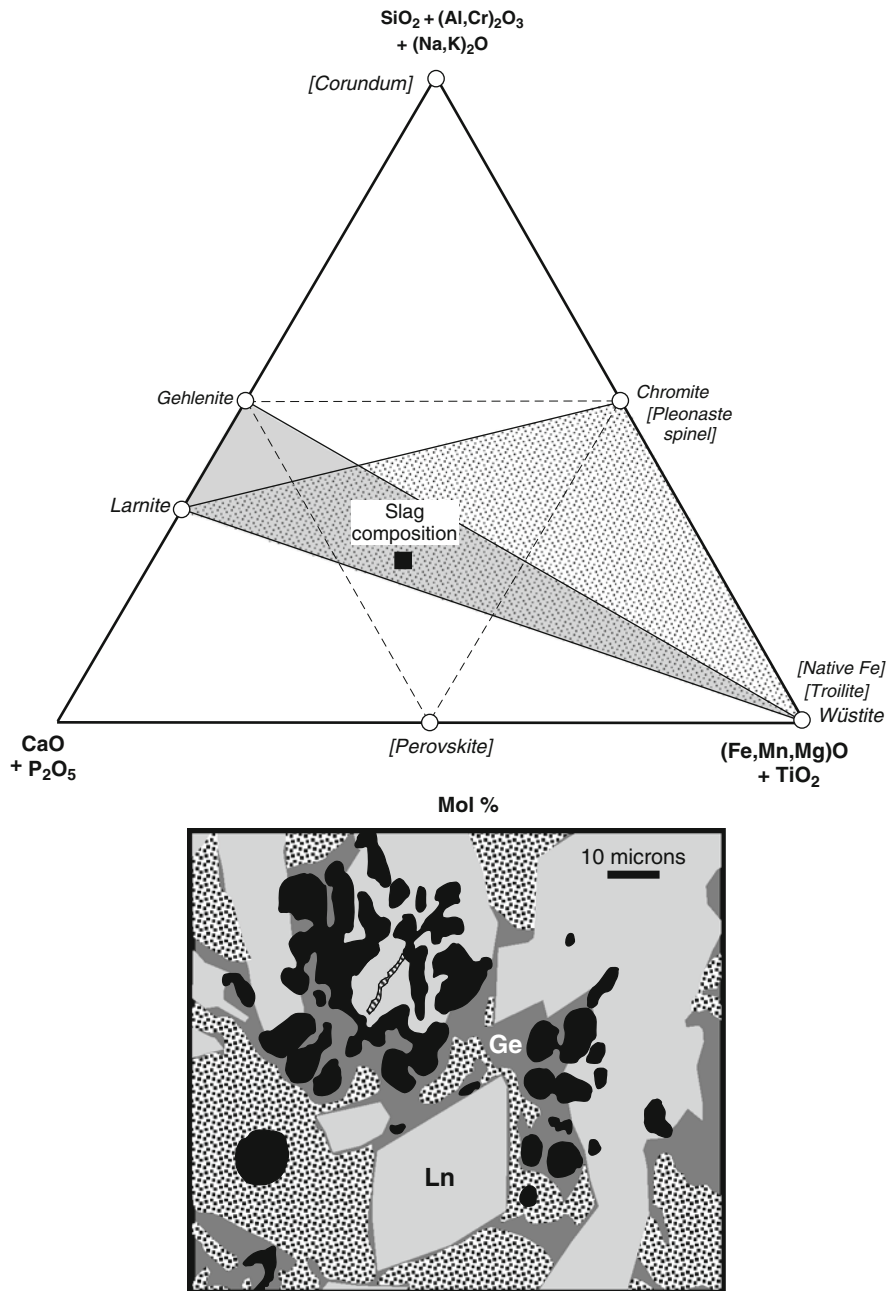 SiO₂ + (Al,Cr)₂O₃
+ (Na,K)₂O
[Corundum]
Gehlenite
Chromite
[Pleonaste
spinel]
Larnite
Slag
composition
[Native Fe]
[Troilite]
Wüstite
CaO
+ P₂O₅
[Perovskite]
(Fe,Mn,Mg)O
+ TiO₂
Mol %
10 microns
Ge
Ln